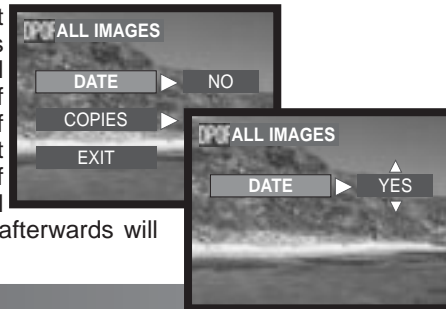 DPOF ALL IMAGES
DATE NO
COPIES
EXIT
DPOF ALL IMAGES
DATE YES
afterwards will